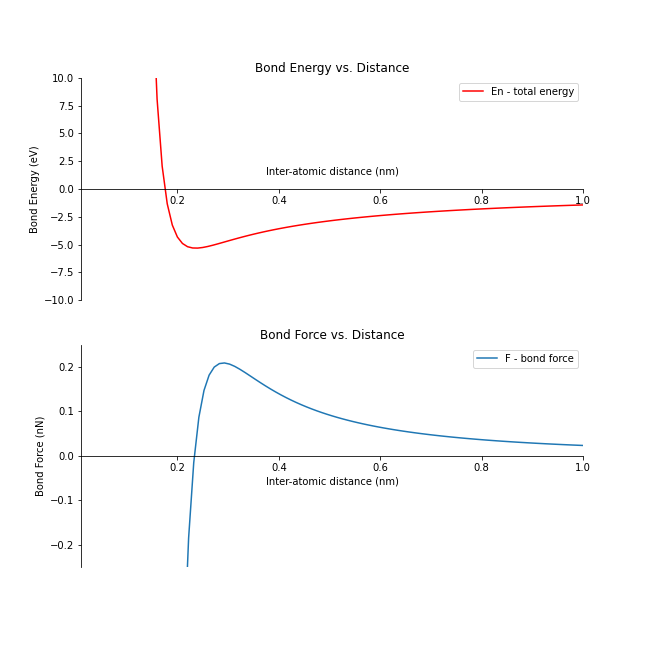 Bond Energy vs. Distance
10.0
7.5
5.0
2.5
0.0
−2.5
−5.0
−7.5
−10.0
Bond Energy (eV)
En - total energy
Inter-atomic distance (nm)
0.2 0.4 0.6 0.8 1.0
Bond Force vs. Distance
0.2
0.1
0.0
−0.1
−0.2
Bond Force (nN)
F - bond force
0.2 0.4 0.6 0.8 1.0
Inter-atomic distance (nm)